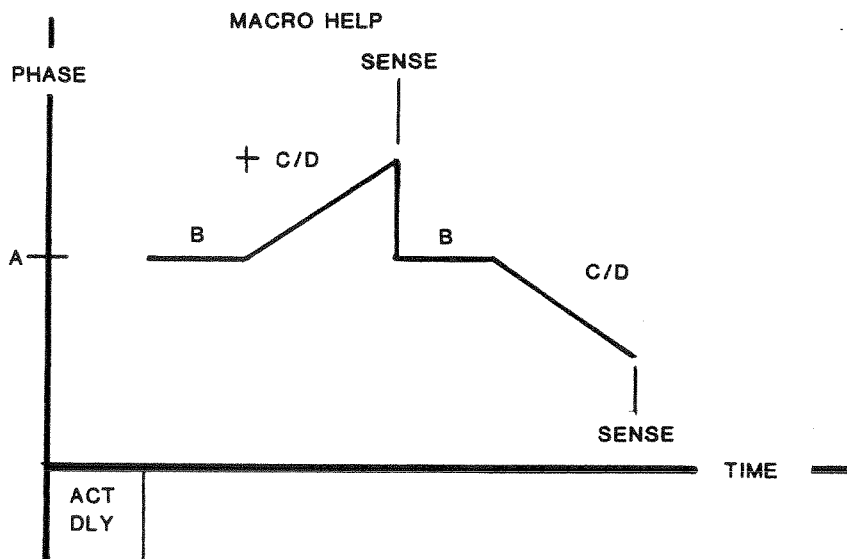 MACRO HELP
SENSE
PHASE
+ C/D
B
A
B
C/D
SENSE
TIME
ACT
DLY